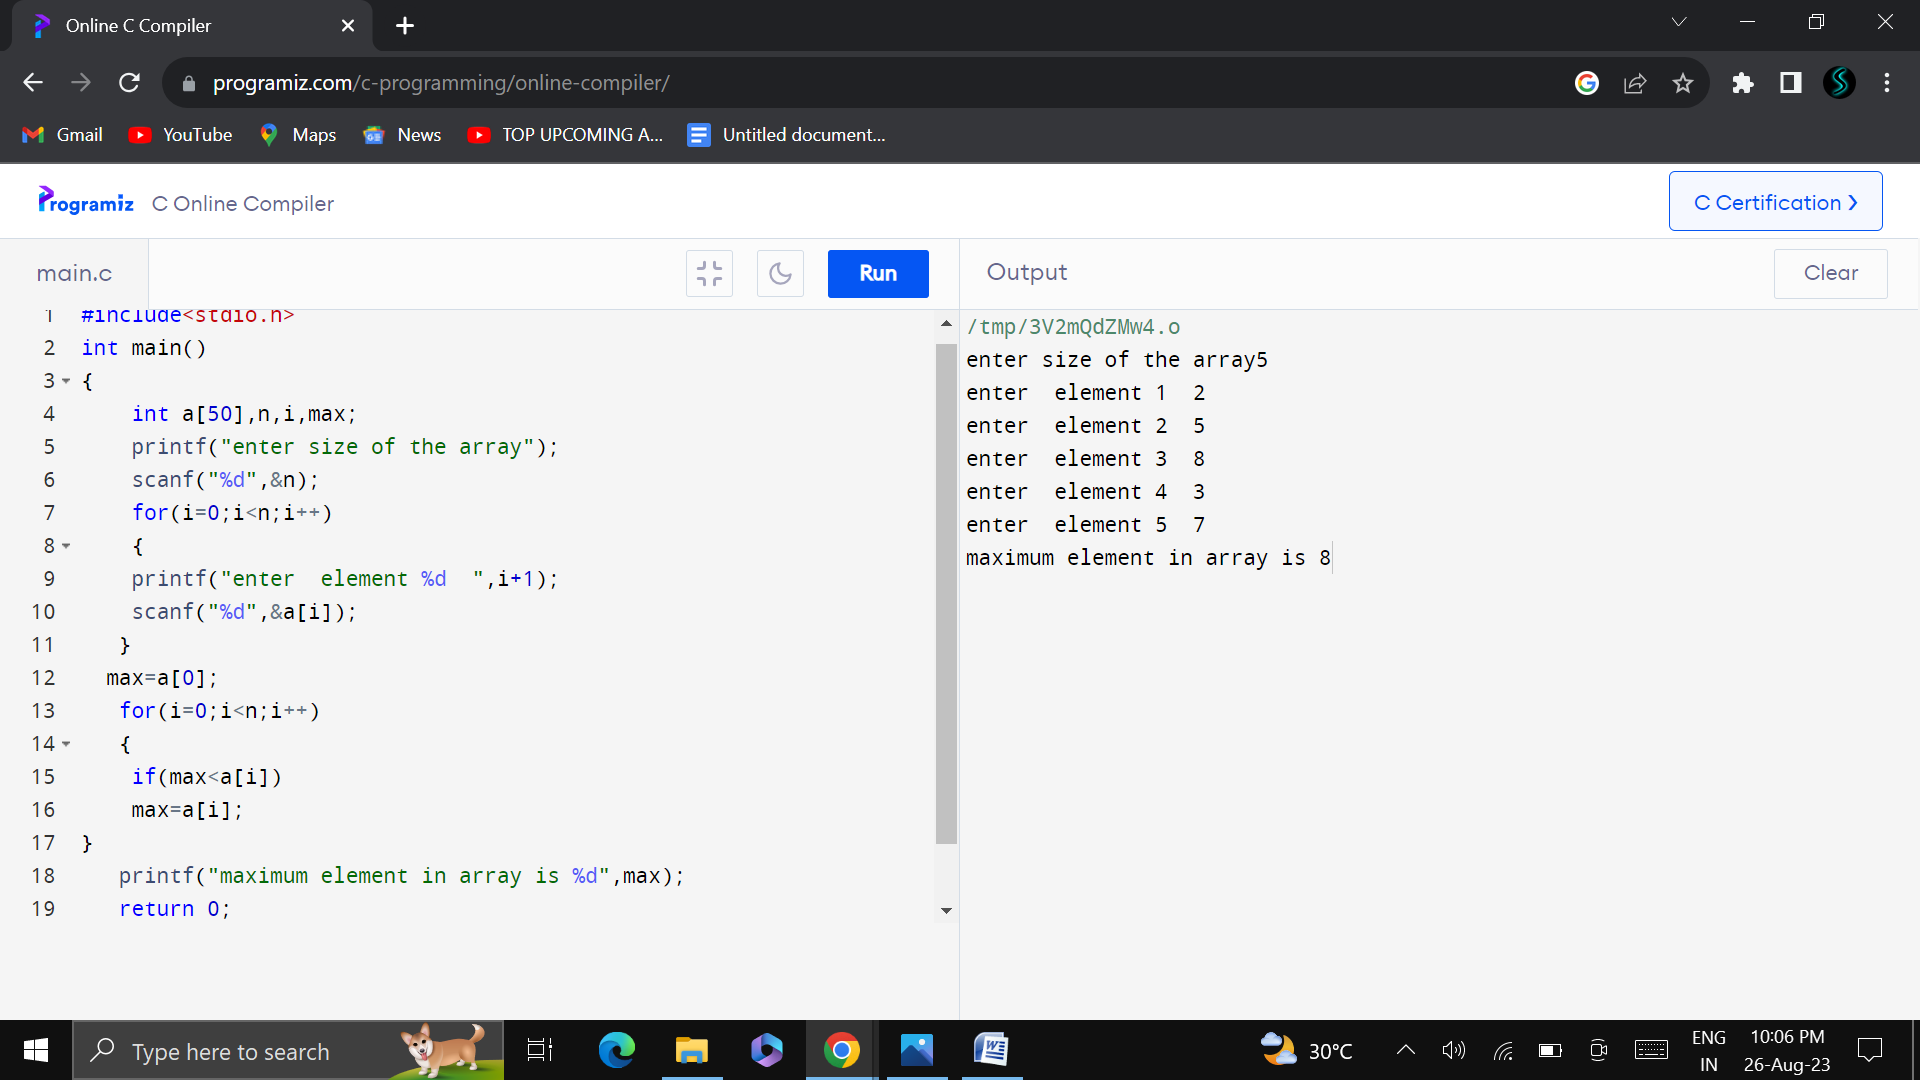 Online C Compiler
programiz.com/c-programming/online-compiler/
Gmail YouTube Maps News TOP UPCOMING A... Untitled document...
Programiz C Online Compiler C Certification ❯
main.c Run Output Clear
1 #include<stdio.h>
2 int main()
3 {
4 int a[50],n,i,max;
5 printf("enter size of the array");
6 scanf("%d",&n);
7 for(i=0;i<n;i++)
8 {
9 printf("enter  element %d  ",i+1);
10 scanf("%d",&a[i]);
11 }
12 max=a[0];
13 for(i=0;i<n;i++)
14 {
15 if(max<a[i])
16 max=a[i];
17 }
18 printf("maximum element in array is %d",max);
19 return 0;
/tmp/3V2mQdZMw4.o
enter size of the array5
enter  element 1  2
enter  element 2  5
enter  element 3  8
enter  element 4  3
enter  element 5  7
maximum element in array is 8
Type here to search
30°C
ENG
IN
10:06 PM
26-Aug-23